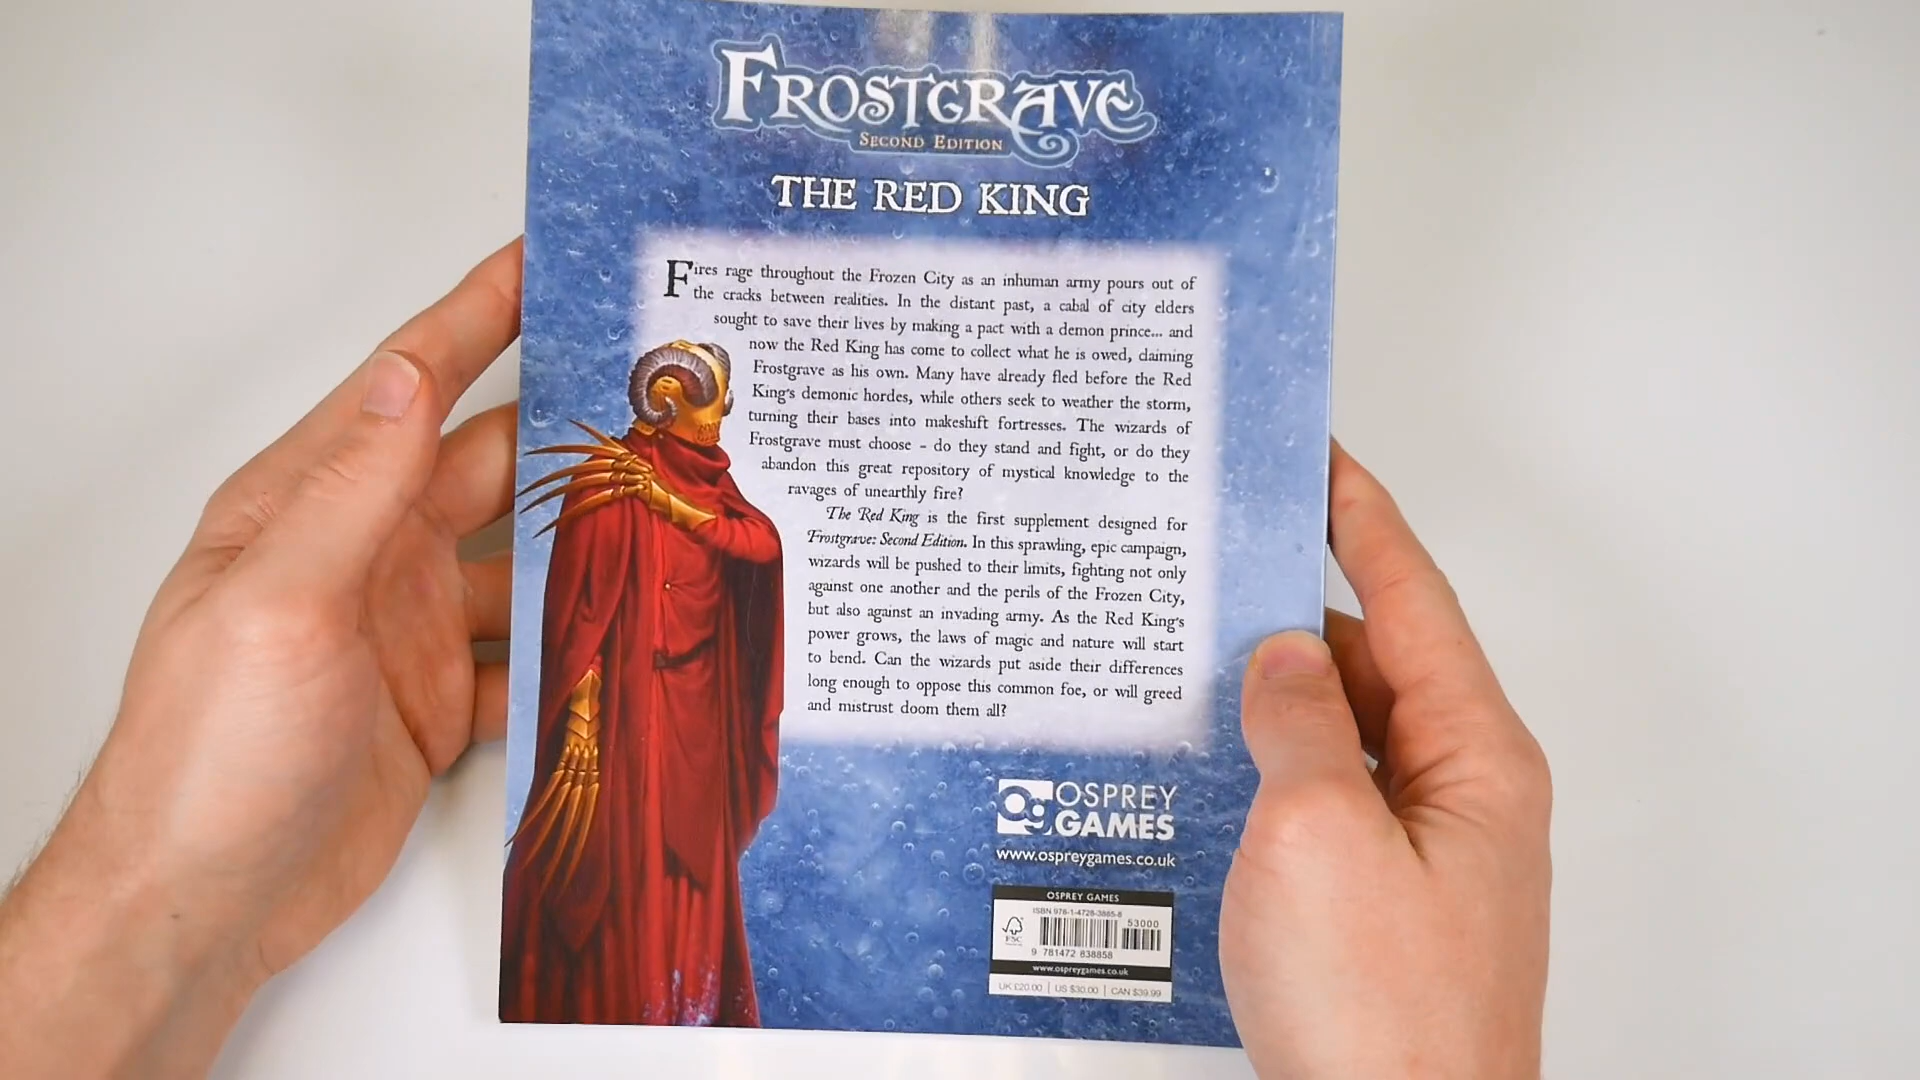 FROSTGRAVE
SECOND EDITION
THE RED KING
Fires rage throughout the Frozen City as an inhuman army pours out of
the cracks between realities. In the distant past, a cabal of city elders
sought to save their lives by making a pact with a demon prince... and
now the Red King has come to collect what he is owed, claiming
Frostgrave as his own. Many have already fled before the Red
King's demonic hordes, while others seek to weather the storm,
turning their bases into makeshift fortresses. The wizards of
Frostgrave must choose – do they stand and fight, or do they
abandon this great repository of mystical knowledge to the
ravages of unearthly fire?
The Red King is the first supplement designed for
Frostgrave: Second Edition. In this sprawling, epic campaign,
wizards will be pushed to their limits, fighting not only
against one another and the perils of the Frozen City,
but also against an invading army. As the Red King's
power grows, the laws of magic and nature will start
to bend. Can the wizards put aside their differences
long enough to oppose this common foe, or will greed
and mistrust doom them all?
OSPREY
GAMES
www.ospreygames.co.uk
OSPREY GAMES
ISBN 978-1-4728-3885-8
53000
FSC
9 781472 838858
www.ospreygames.co.uk
UK £20.00 | US $30.00 | CAN $39.99